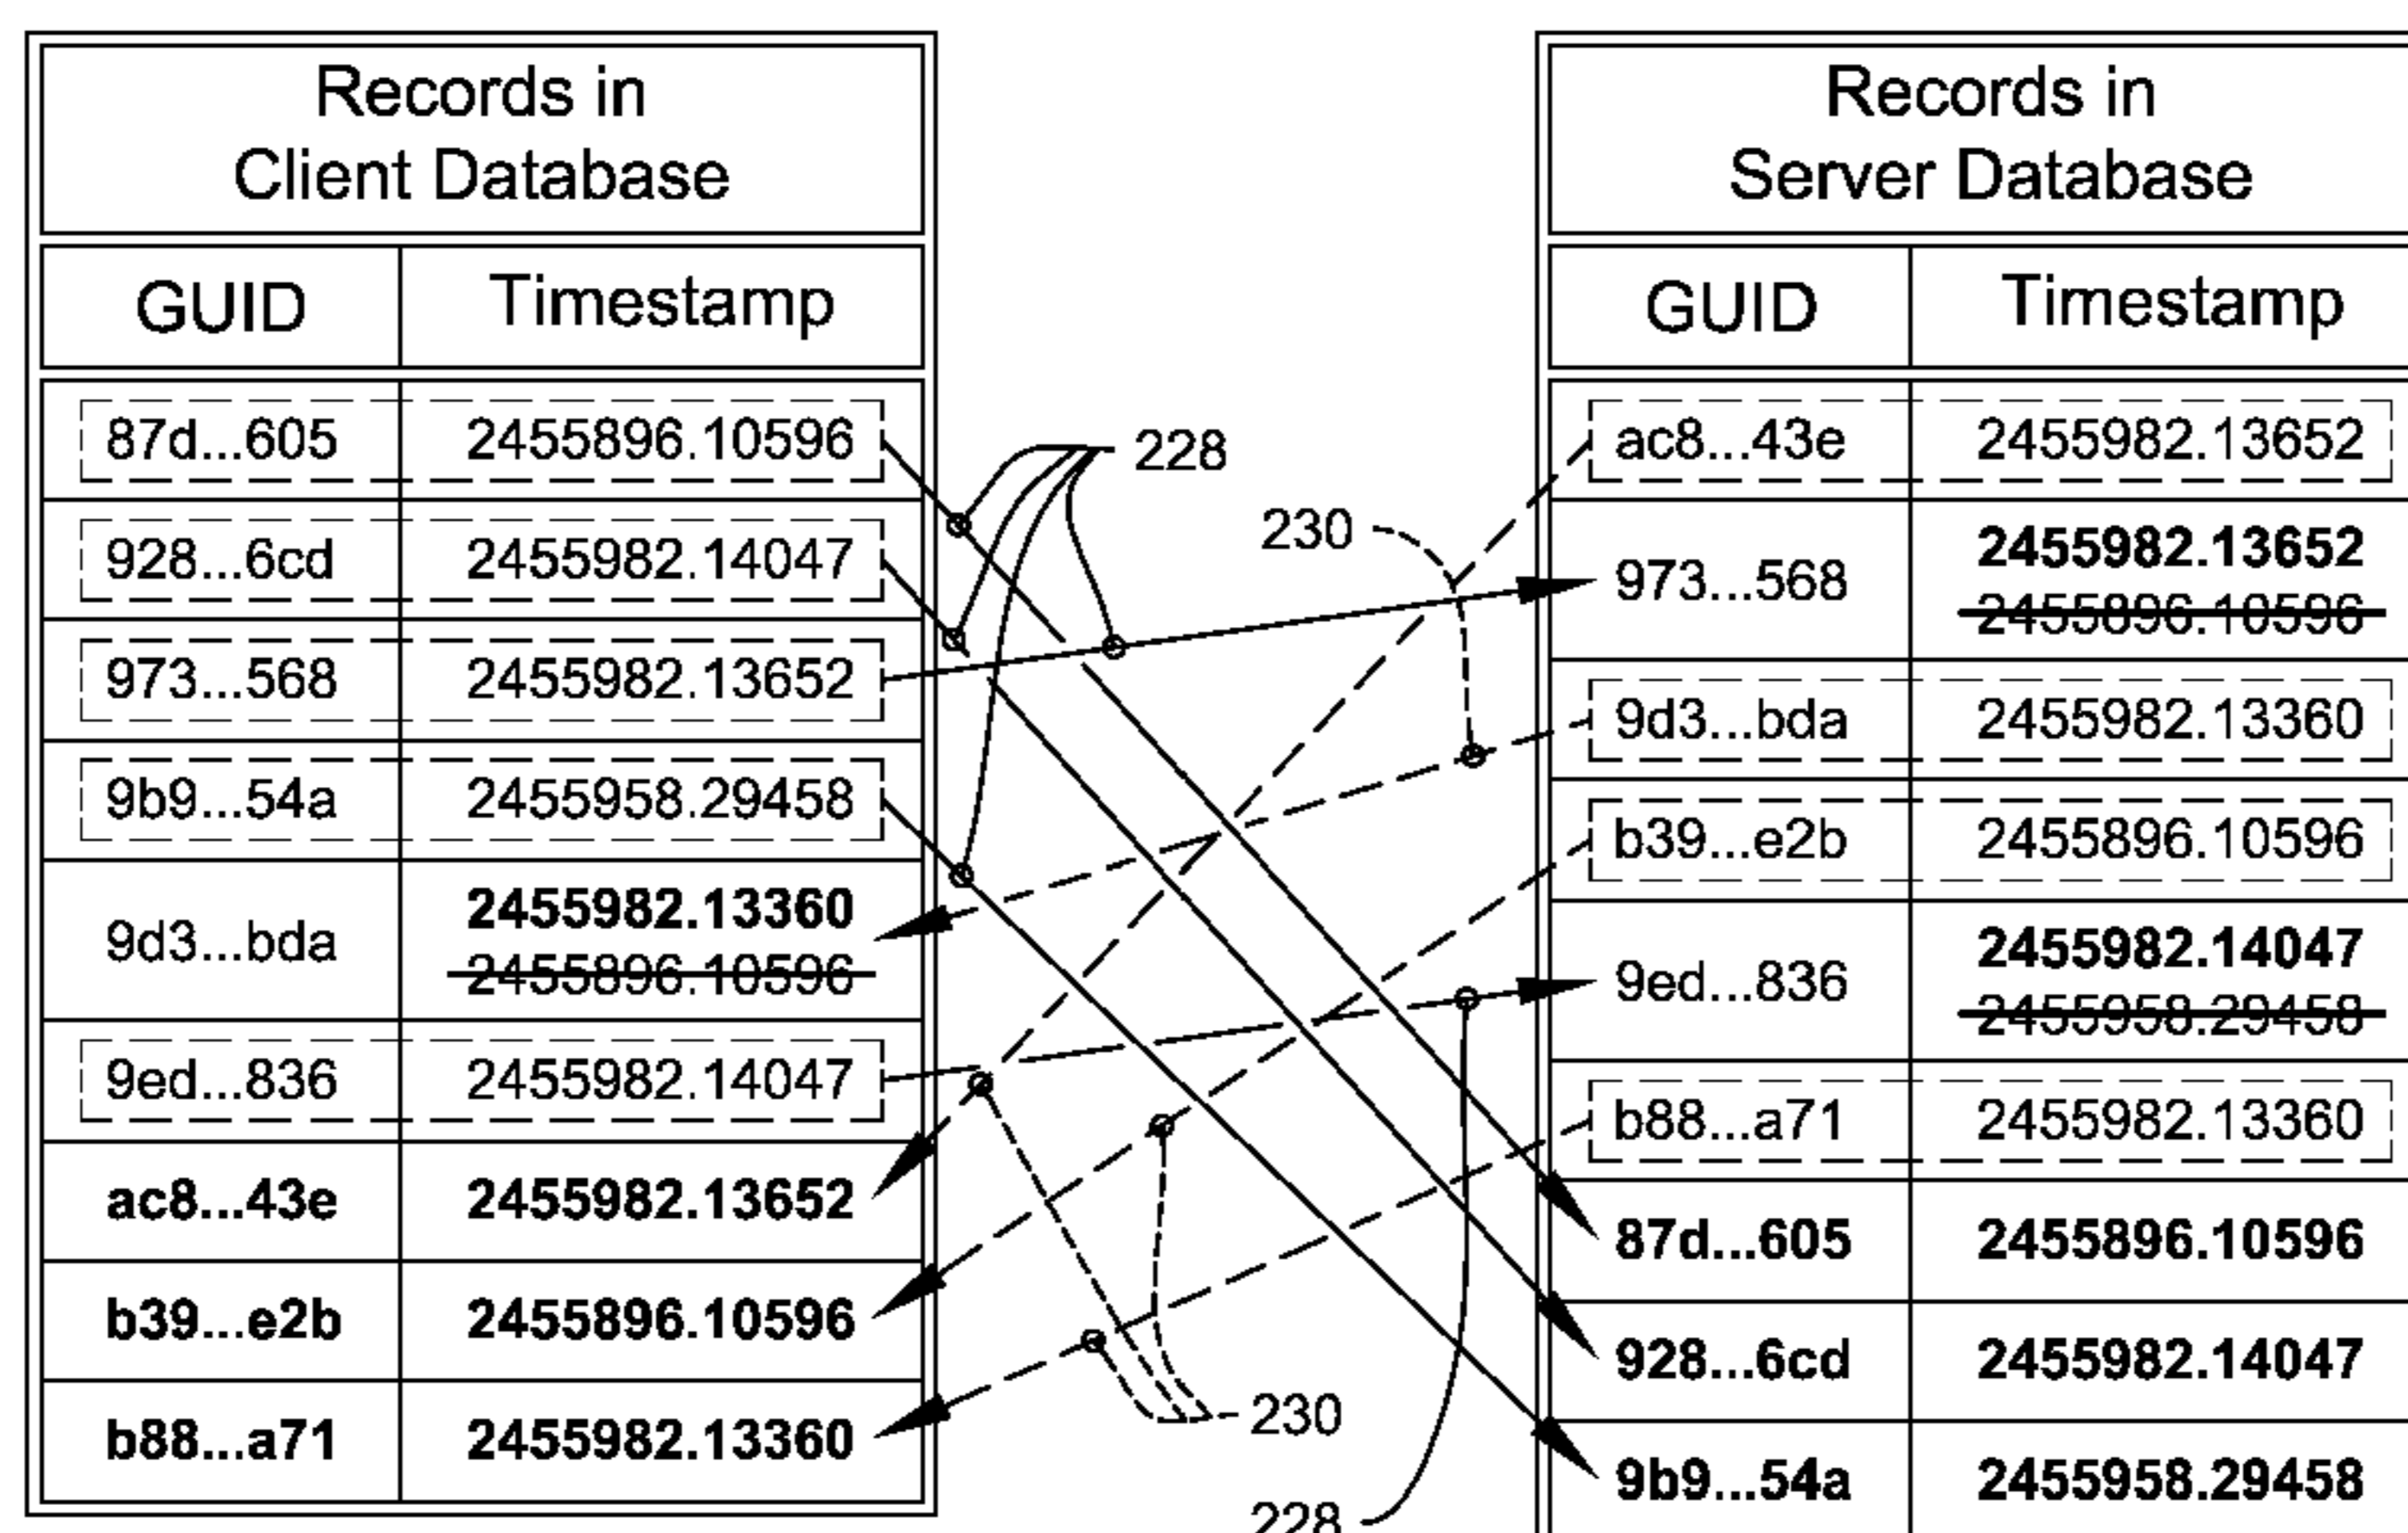 Records in
Client Database
GUID Timestamp
87d...605 2455896.10596
928...6cd 2455982.14047
973...568 2455982.13652
9b9...54a 2455958.29458
9d3...bda 2455982.13360
2455896.10596
9ed...836 2455982.14047
ac8...43e 2455982.13652
b39...e2b 2455896.10596
b88...a71 2455982.13360
228
230
230
228
Records in
Server Database
GUID Timestamp
ac8...43e 2455982.13652
973...568 2455982.13652
2455896.10596
9d3...bda 2455982.13360
b39...e2b 2455896.10596
9ed...836 2455982.14047
2455958.29458
b88...a71 2455982.13360
87d...605 2455896.10596
928...6cd 2455982.14047
9b9...54a 2455958.29458